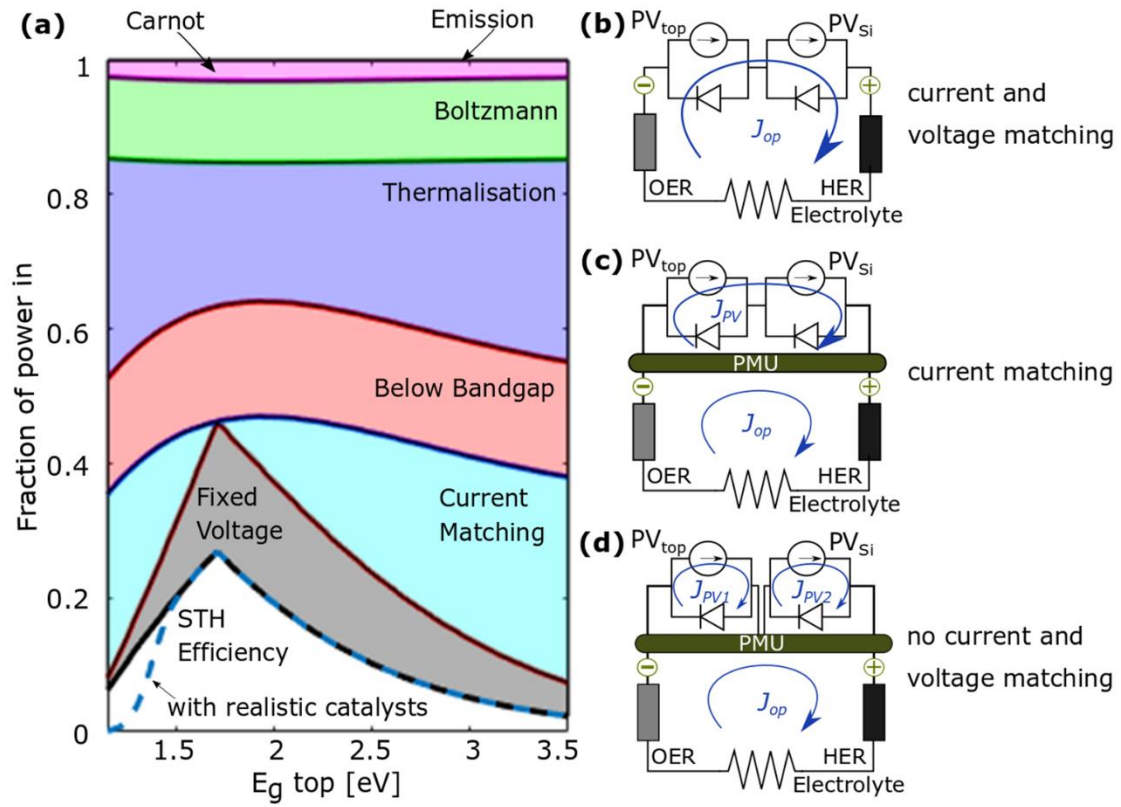 (a)
Carnot
Emission
1
Boltzmann
Thermalisation
0.8
0.6
Below Bandgap
0.4
Fixed
Voltage
Current
Matching
0.2
STH
Efficiency
with realistic catalysts
0
1.5
2
2.5
3
3.5
Fraction of power in
Eg top [eV]
(b)
PVtop
PVSi
Jop
OER
HER
Electrolyte
current and
voltage matching
(c)
PVtop
PVSi
JPV
PMU
Jop
OER
HER
Electrolyte
current matching
(d)
PVtop
PVSi
JPV1
JPV2
PMU
Jop
OER
HER
Electrolyte
no current and
voltage matching